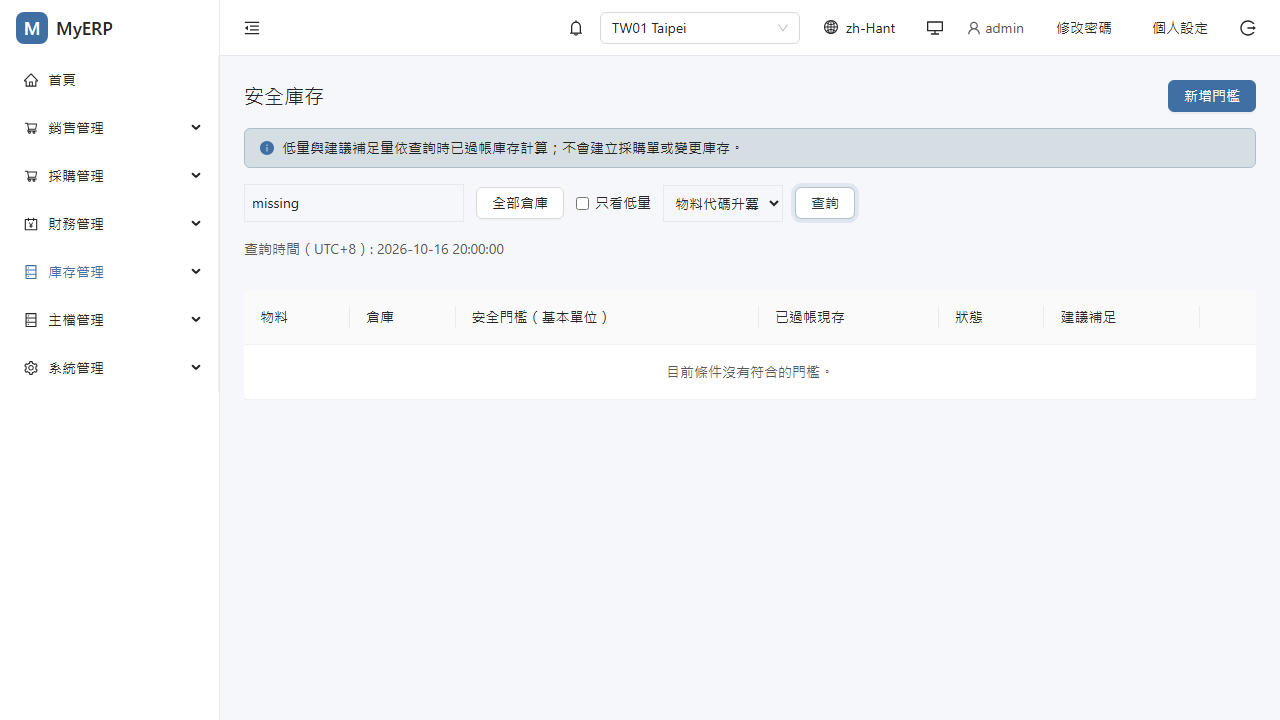 M MyERP
TW01 Taipei
zh-Hant
admin
修改密碼
個人設定
首頁
銷售管理
採購管理
財務管理
庫存管理
主檔管理
系統管理
安全庫存
新增門檻
低量與建議補足量依查詢時已過帳庫存計算；不會建立採購單或變更庫存。
missing
全部倉庫
只看低量
物料代碼升冪
查詢
查詢時間（UTC+8）: 2026-10-16 20:00:00
物料 倉庫 安全門檻（基本單位） 已過帳現存 狀態 建議補足
目前條件沒有符合的門檻。